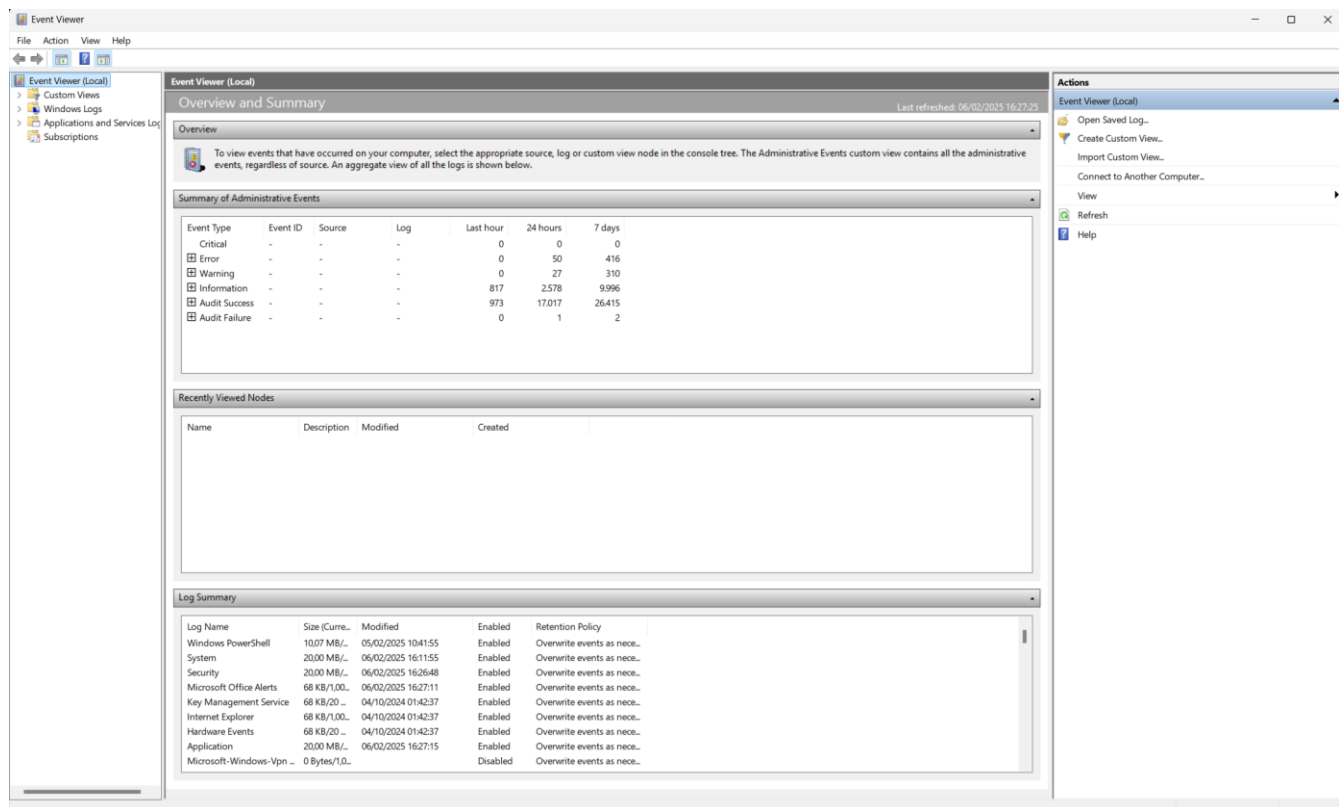 Event Viewer
File Action View Help
Event Viewer (Local)
Custom Views
Windows Logs
Applications and Services Log
Subscriptions
Event Viewer (Local)
Overview and Summary Last refreshed: 06/02/2025 16:27:25
Overview
To view events that have occurred on your computer, select the appropriate source, log or custom view node in the console tree. The Administrative Events custom view contains all the administrative
events, regardless of source. An aggregate view of all the logs is shown below.
Summary of Administrative Events
Event Type Event ID Source Log Last hour 24 hours 7 days
Critical - - - 0 0 0
Error - - - 0 50 416
Warning - - - 0 27 310
Information - - - 817 2.578 9.996
Audit Success - - - 973 17.017 26.415
Audit Failure - - - 0 1 2
Recently Viewed Nodes
Name Description Modified Created
Log Summary
Log Name Size (Curre... Modified Enabled Retention Policy
Windows PowerShell 10,07 MB/... 05/02/2025 10:41:55 Enabled Overwrite events as nece...
System 20,00 MB/... 06/02/2025 16:11:55 Enabled Overwrite events as nece...
Security 20,00 MB/... 06/02/2025 16:26:48 Enabled Overwrite events as nece...
Microsoft Office Alerts 68 KB/1,00... 06/02/2025 16:27:11 Enabled Overwrite events as nece...
Key Management Service 68 KB/20 ... 04/10/2024 01:42:37 Enabled Overwrite events as nece...
Internet Explorer 68 KB/1,00... 04/10/2024 01:42:37 Enabled Overwrite events as nece...
Hardware Events 68 KB/20 ... 04/10/2024 01:42:37 Enabled Overwrite events as nece...
Application 20,00 MB/... 06/02/2025 16:27:15 Enabled Overwrite events as nece...
Microsoft-Windows-Vpn ... 0 Bytes/1,0... Disabled Overwrite events as nece...
Actions
Event Viewer (Local)
Open Saved Log...
Create Custom View...
Import Custom View...
Connect to Another Computer...
View
Refresh
Help